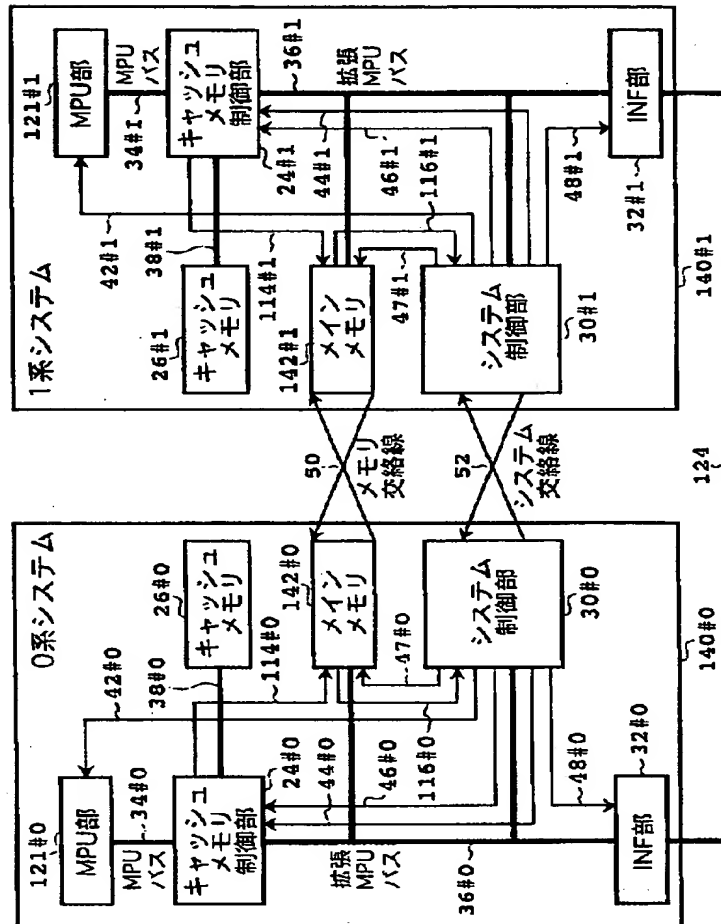 0系システム
121#0
MPU部
MPU
バス
34#0
42#0
キャッシュ
メモリ
制御部
24#0
38#0
キャッシュ
メモリ
26#0
114#0
44#0
46#0
拡張
MPU
バス
36#0
メイン
メモリ
142#0
116#0
47#0
システム
制御部
30#0
48#0
INF部
32#0
140#0
50
メモリ
交絡線
52
システム
交絡線
124
1系システム
121#1
MPU部
MPU
バス
34#1
42#1
キャッシュ
メモリ
制御部
24#1
38#1
キャッシュ
メモリ
26#1
114#1
44#1
46#1
拡張
MPU
バス
36#1
メイン
メモリ
142#1
116#1
47#1
システム
制御部
30#1
48#1
INF部
32#1
140#1